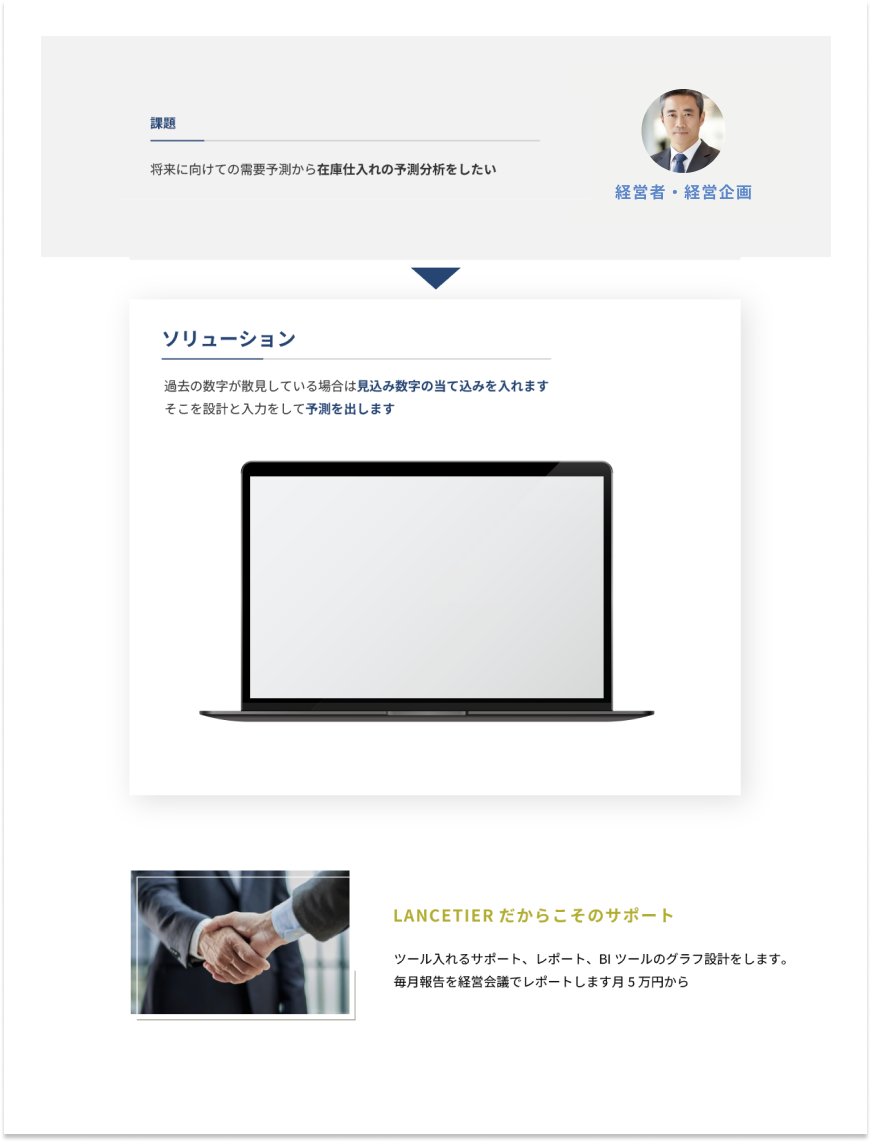 課題
将来に向けての需要予測から在庫仕入れの予測分析をしたい
経営者・経営企画
ソリューション
過去の数字が散見している場合は見込み数字の当て込みを入れます
そこを設計と入力をして予測を出します
LANCETIER だからこそのサポート
ツール入れるサポート、レポート、BI ツールのグラフ設計をします。
毎月報告を経営会議でレポートします月 5 万円から